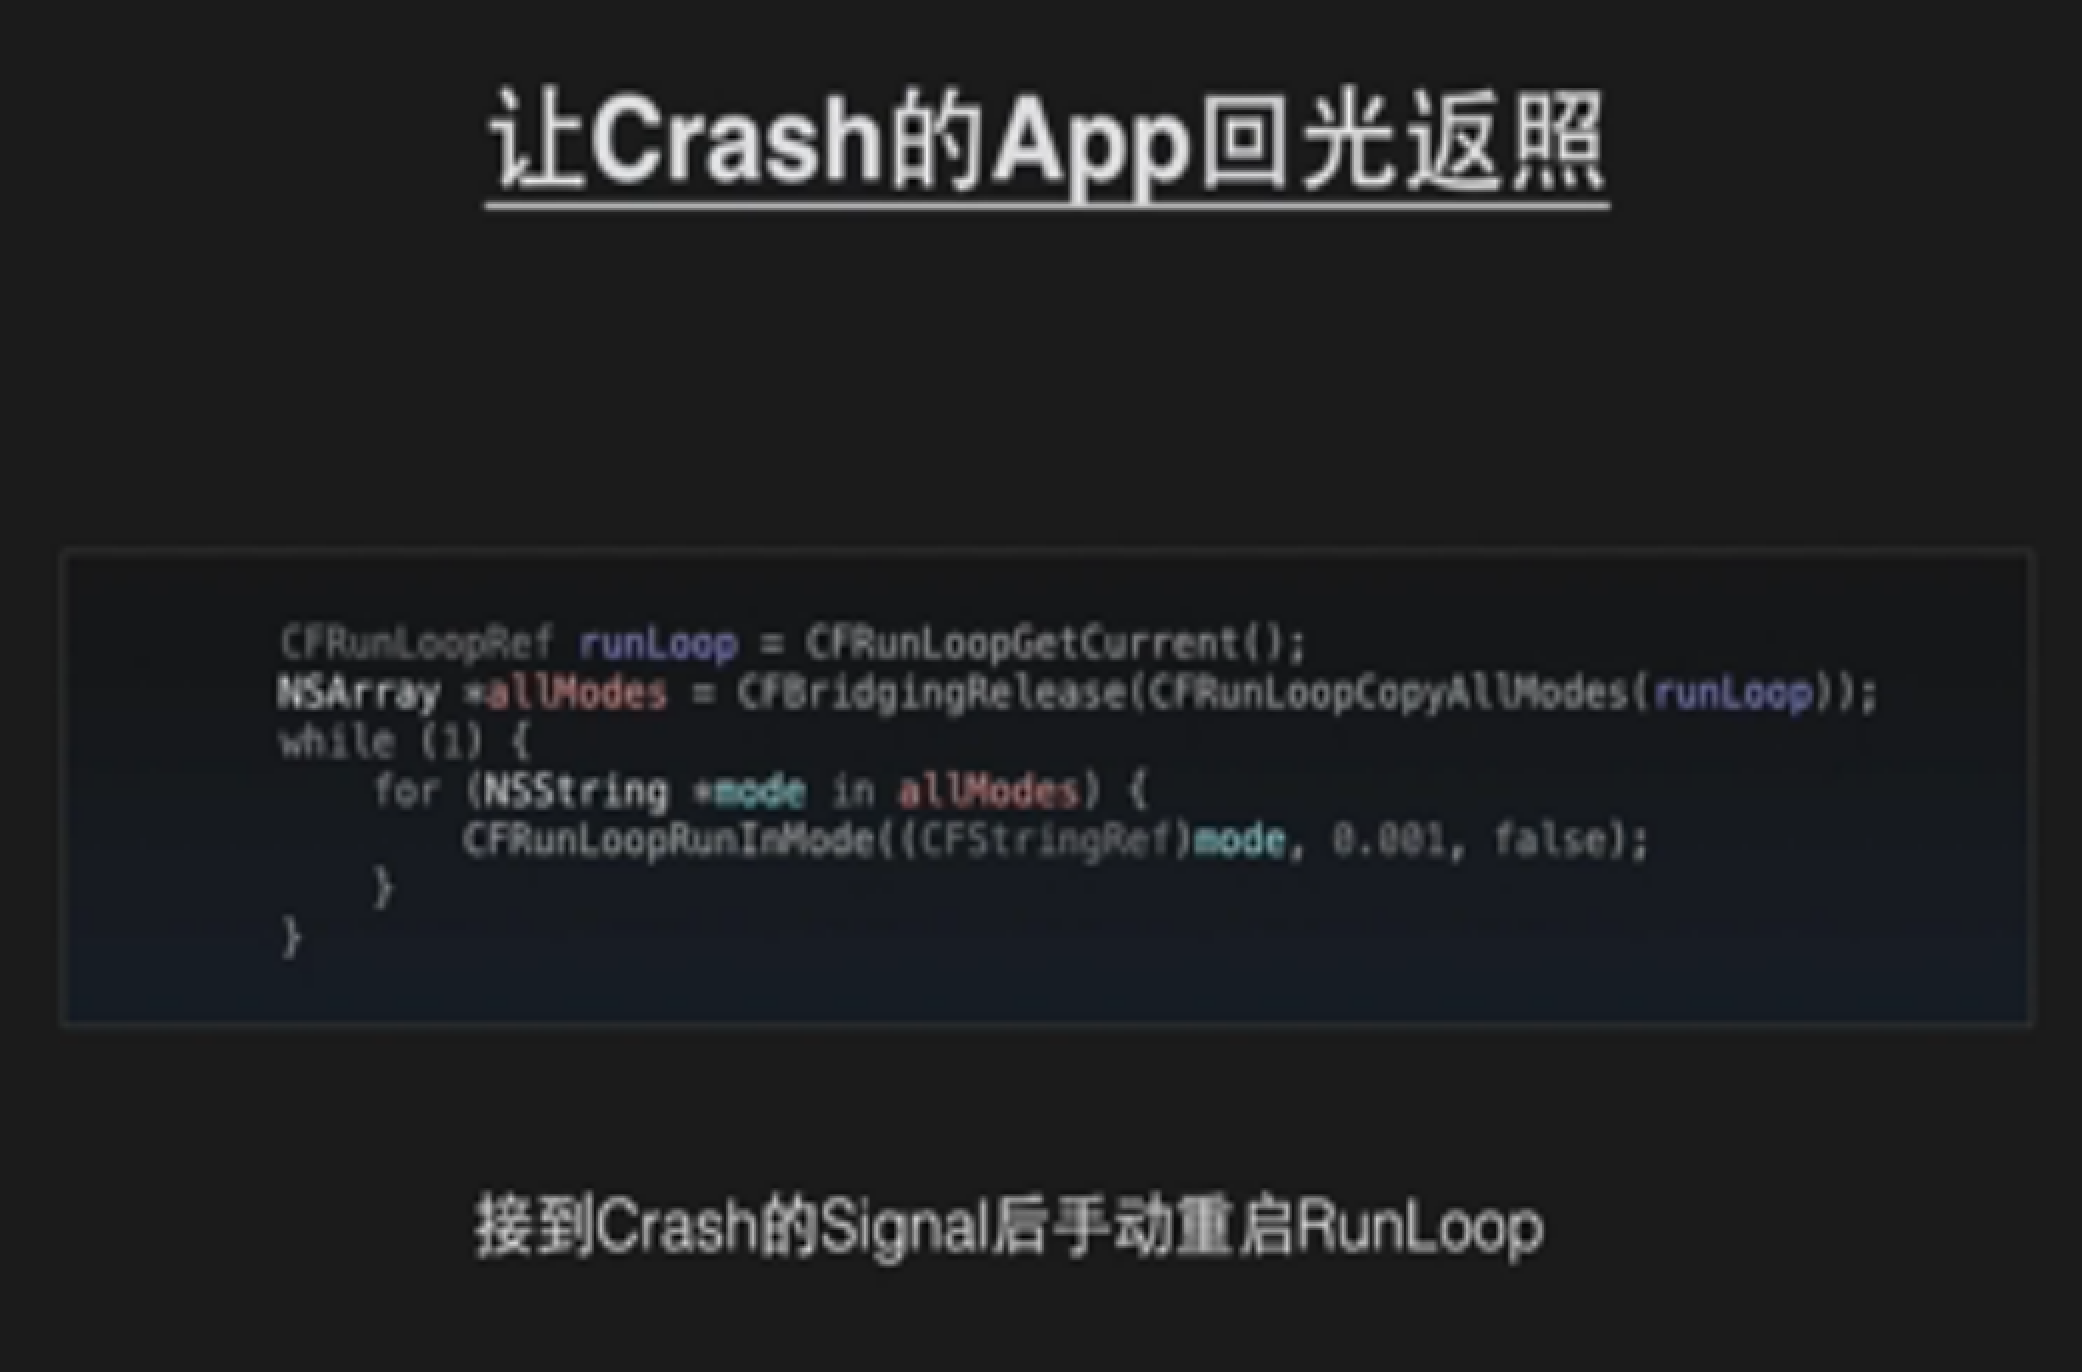 让Crash的App回光返照
CFRunLoopRef runLoop = CFRunLoopGetCurrent();
NSArray *allModes = CFBridgingRelease(CFRunLoopCopyAllModes(runLoop));
while (1) {
    for (NSString *mode in allModes) {
        CFRunLoopRunInMode((CFStringRef)mode, 0.001, false);
    }
}
接到Crash的Signal后手动重启RunLoop